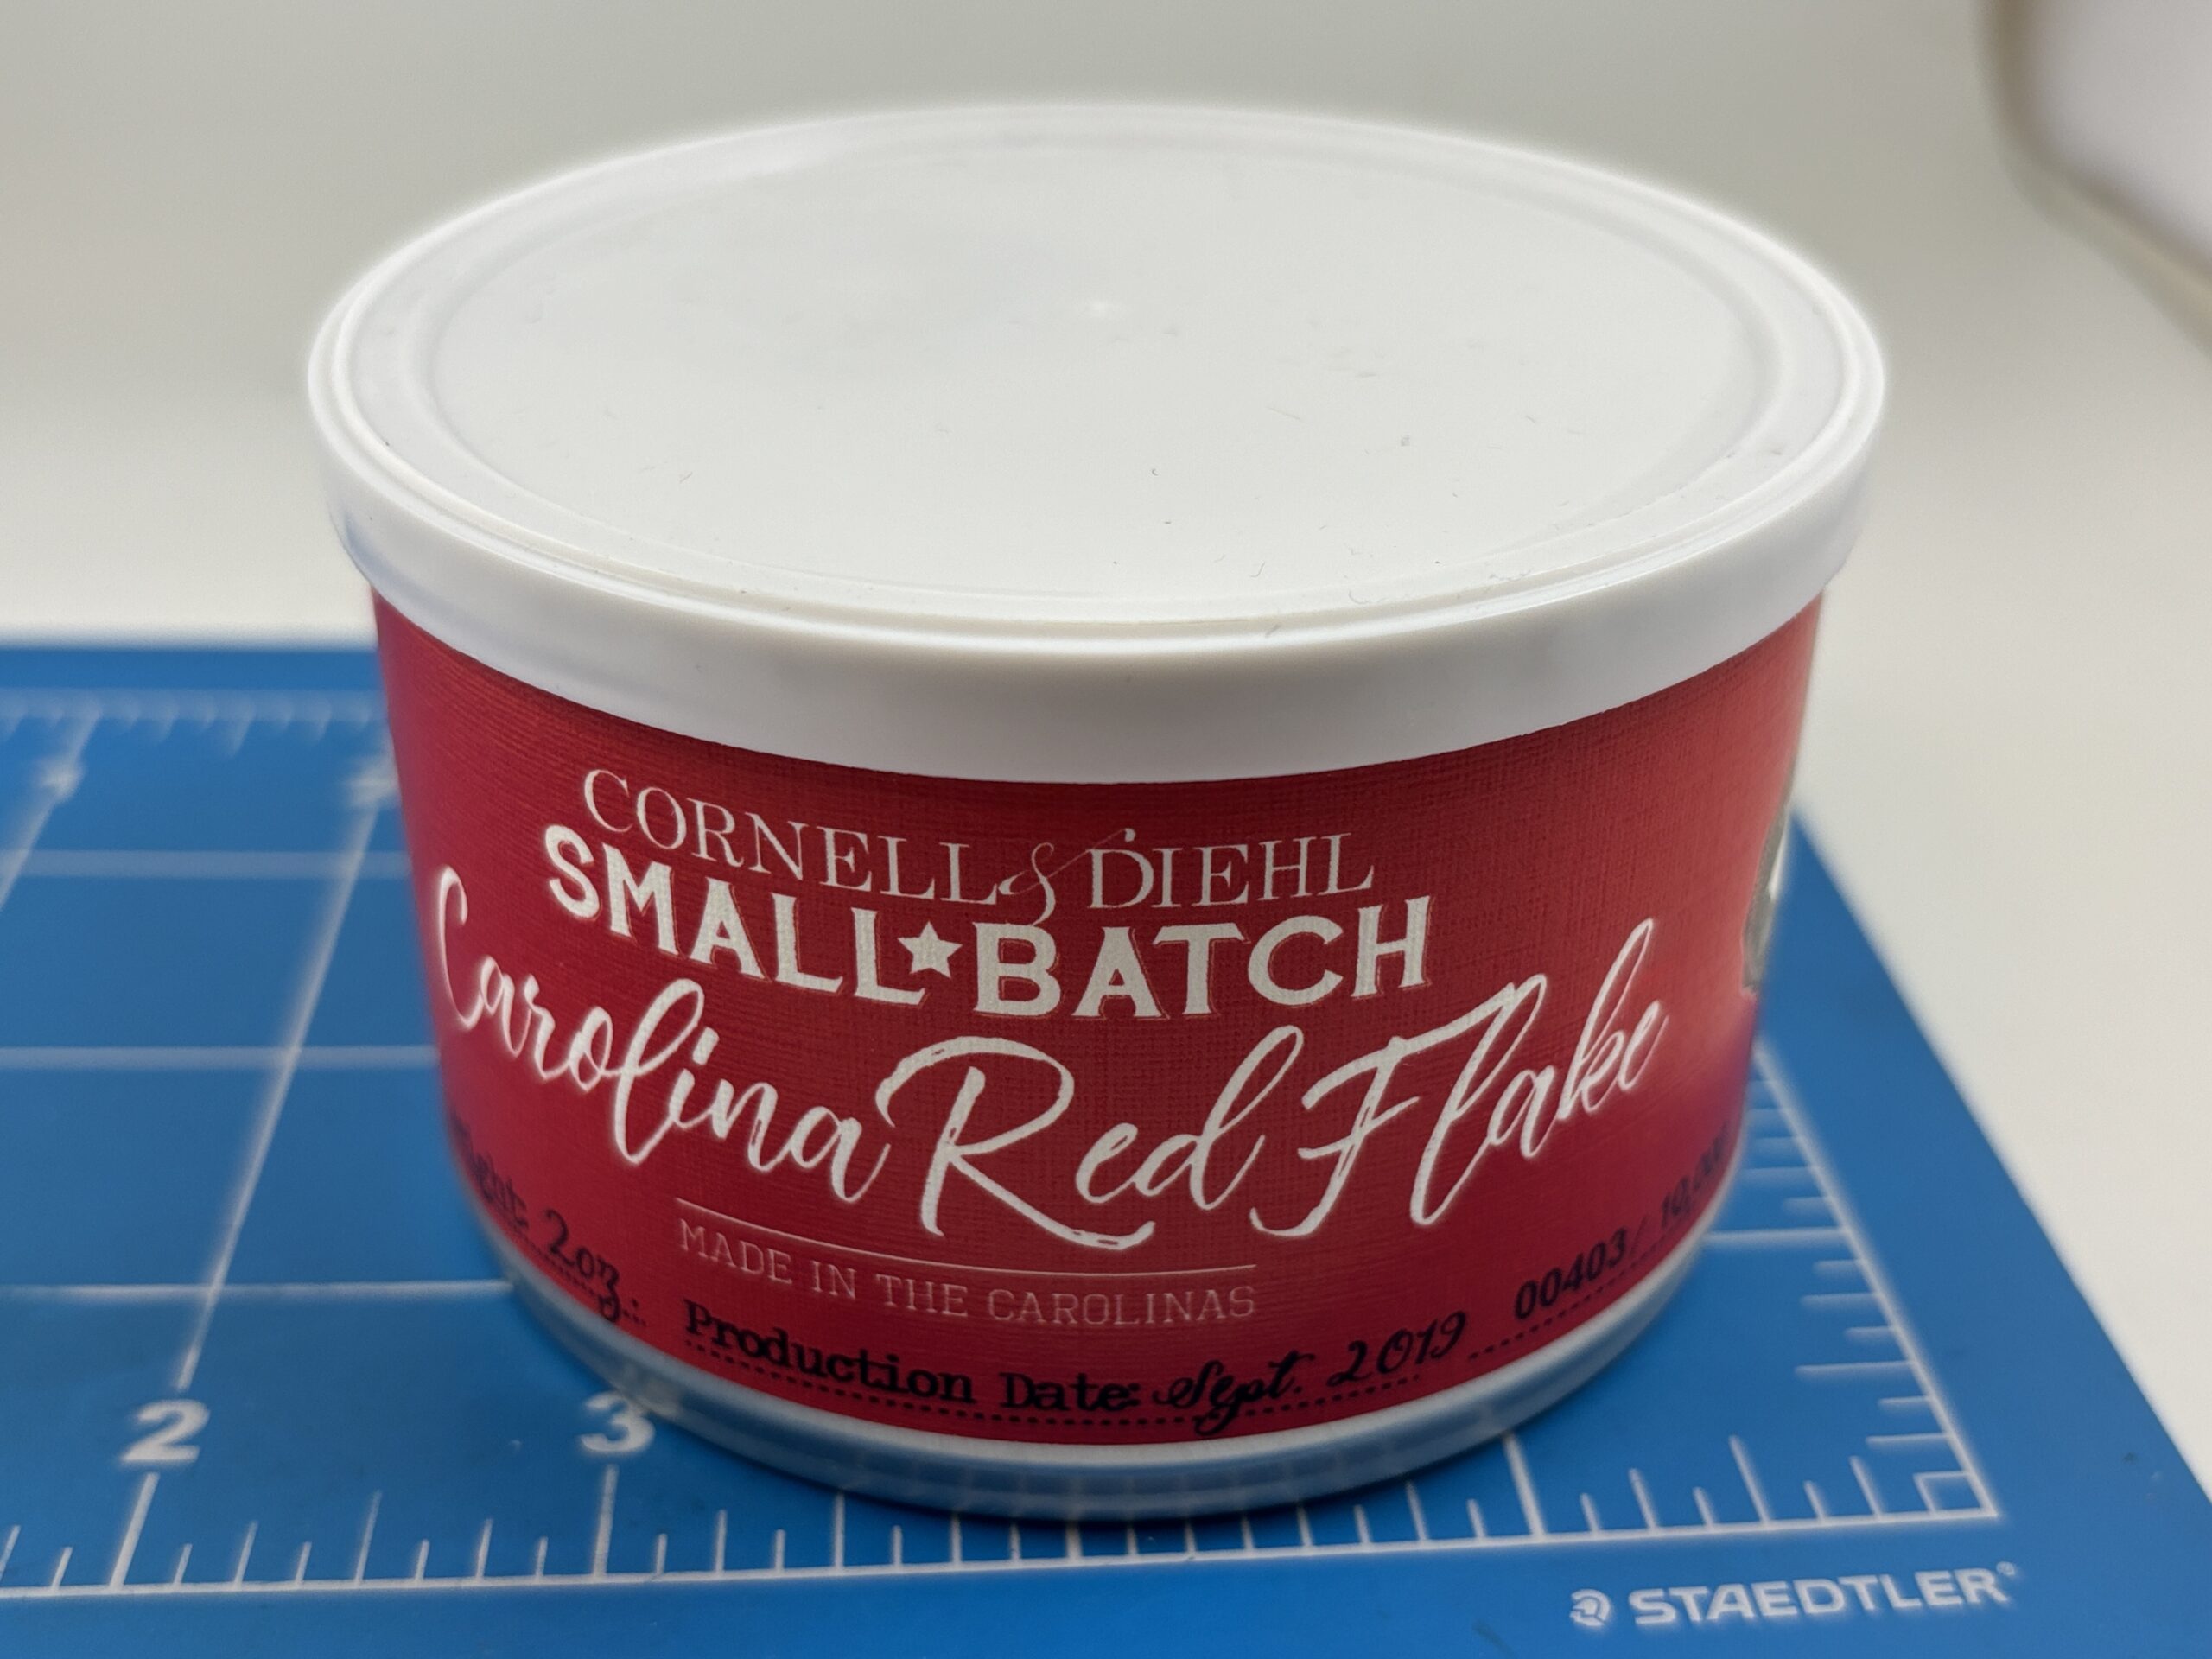 CORNELL & DIEHL
SMALL★BATCH
Carolina Red Flake
MADE IN THE CAROLINAS
2oz.
Production Date: Sept. 2019
00403/
2
3
STAEDTLER®